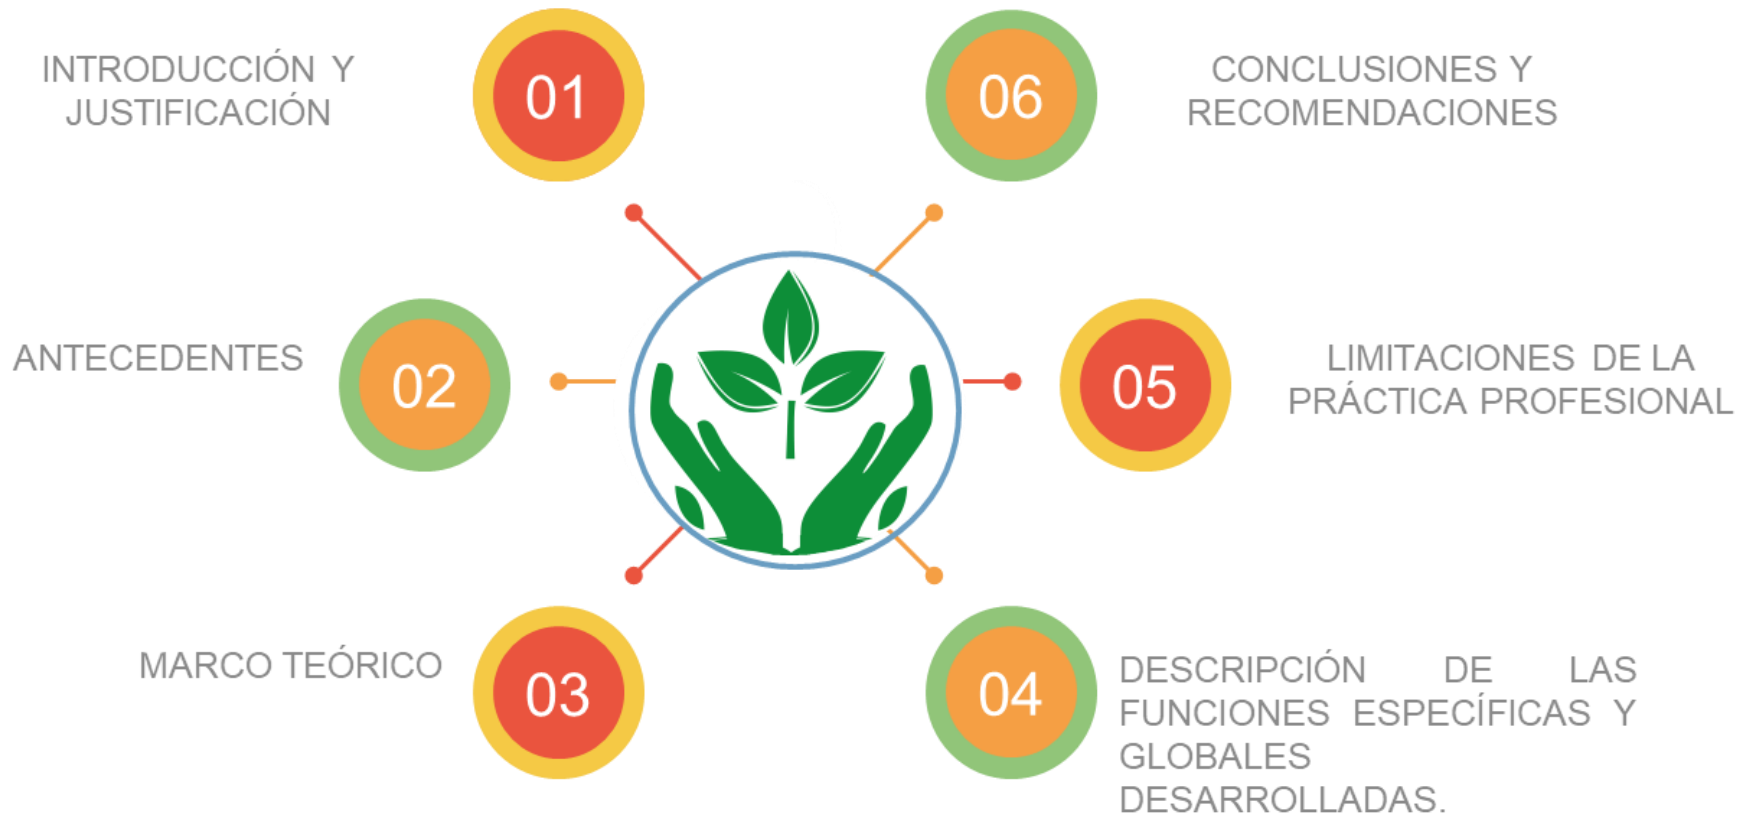 INTRODUCCIÓN Y
JUSTIFICACIÓN
01
ANTECEDENTES
02
MARCO TEÓRICO
03
04
DESCRIPCIÓN DE LAS
FUNCIONES ESPECÍFICAS Y
GLOBALES
DESARROLLADAS.
05
LIMITACIONES DE LA
PRÁCTICA PROFESIONAL
06
CONCLUSIONES Y
RECOMENDACIONES